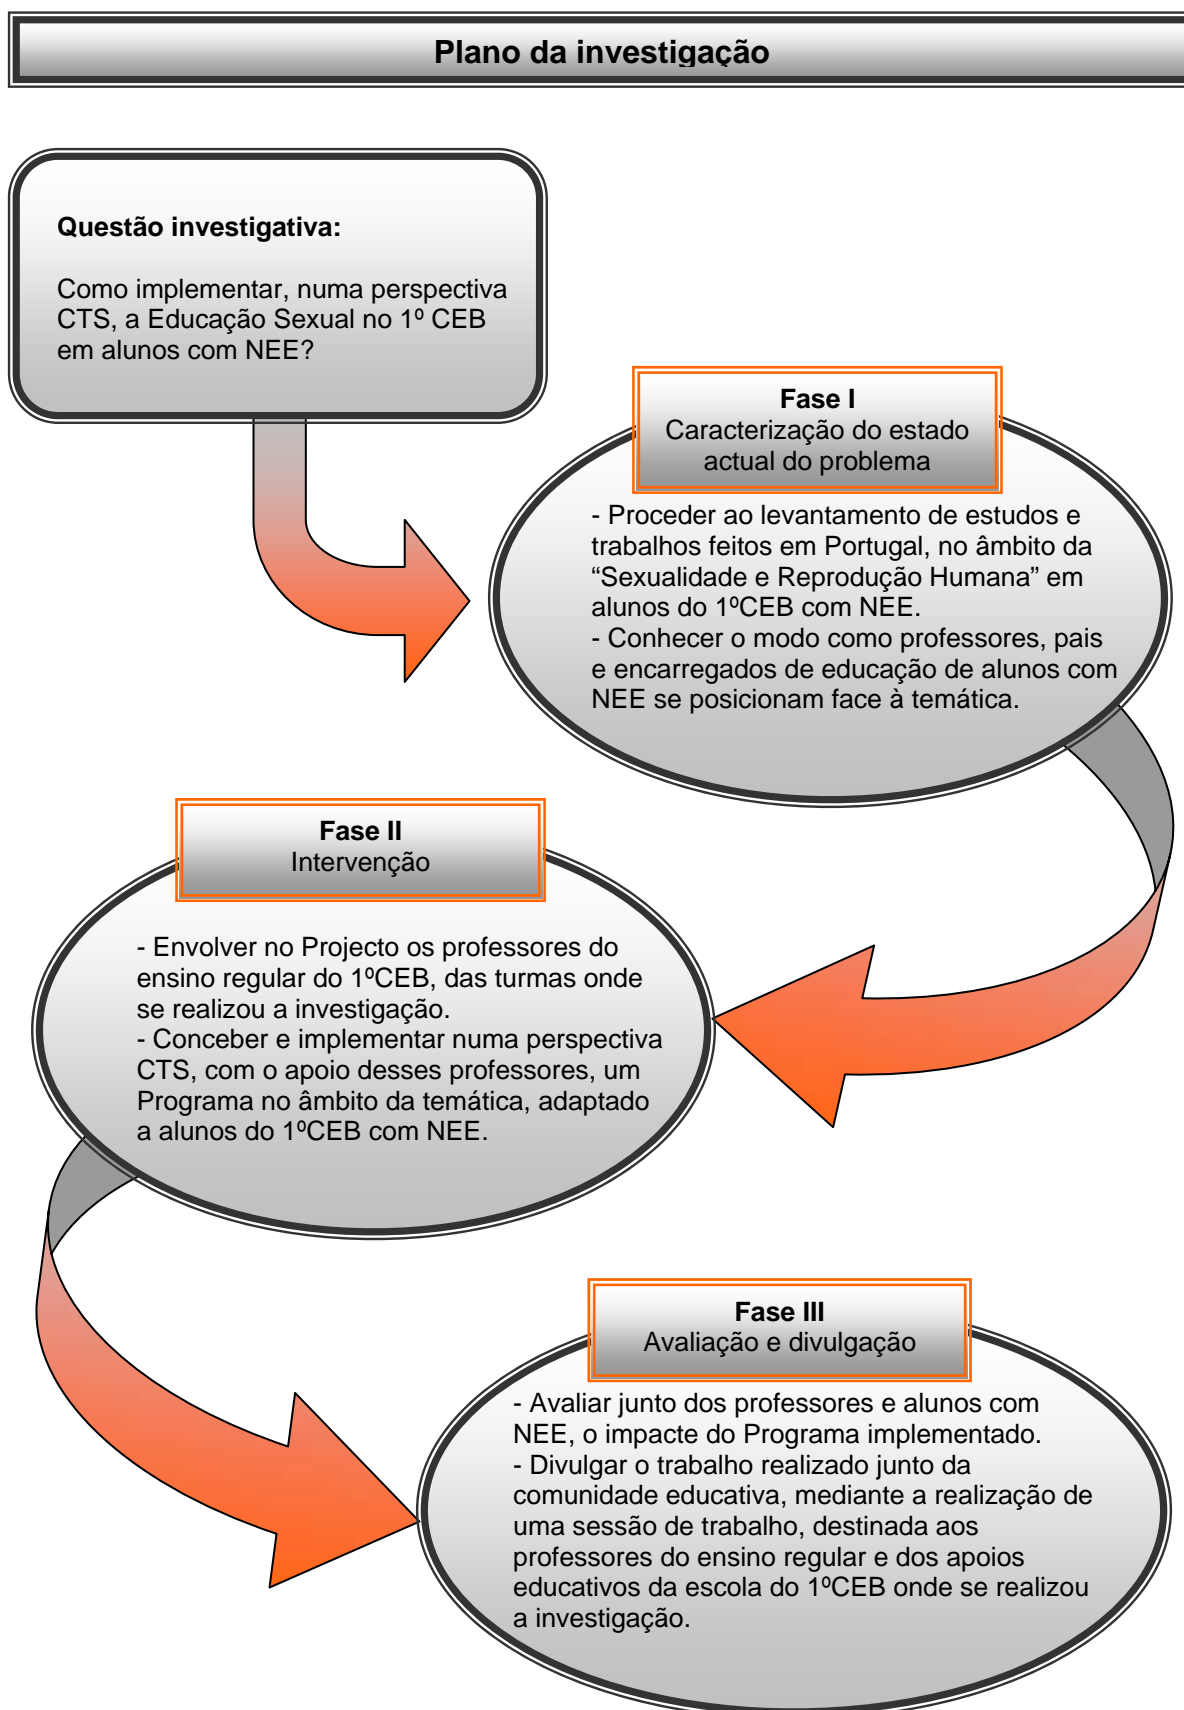 Plano da investigação
Questão investigativa:
Como implementar, numa perspectiva
CTS, a Educação Sexual no 1º CEB
em alunos com NEE?
Fase I
Caracterização do estado
actual do problema
- Proceder ao levantamento de estudos e
trabalhos feitos em Portugal, no âmbito da
“Sexualidade e Reprodução Humana” em
alunos do 1ºCEB com NEE.
- Conhecer o modo como professores, pais
e encarregados de educação de alunos com
NEE se posicionam face à temática.
Fase II
Intervenção
- Envolver no Projecto os professores do
ensino regular do 1ºCEB, das turmas onde
se realizou a investigação.
- Conceber e implementar numa perspectiva
CTS, com o apoio desses professores, um
Programa no âmbito da temática, adaptado
a alunos do 1ºCEB com NEE.
Fase III
Avaliação e divulgação
- Avaliar junto dos professores e alunos com
NEE, o impacte do Programa implementado.
- Divulgar o trabalho realizado junto da
comunidade educativa, mediante a realização de
uma sessão de trabalho, destinada aos
professores do ensino regular e dos apoios
educativos da escola do 1ºCEB onde se realizou
a investigação.